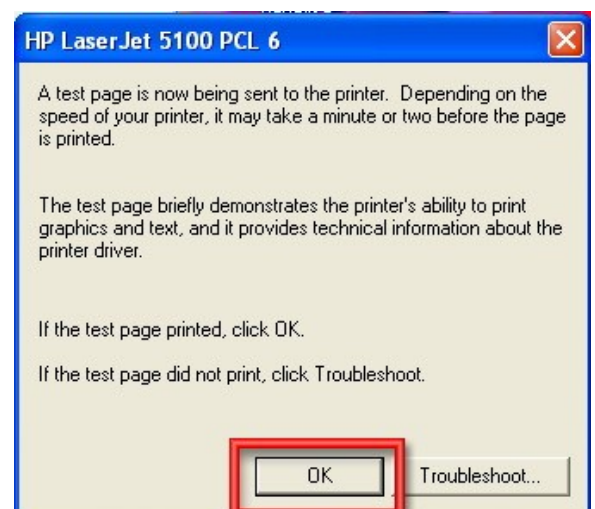 HP LaserJet 5100 PCL 6
A test page is now being sent to the printer. Depending on the
speed of your printer, it may take a minute or two before the page
is printed.
The test page briefly demonstrates the printer's ability to print
graphics and text, and it provides technical information about the
printer driver.
If the test page printed, click OK.
If the test page did not print, click Troubleshoot.
OK
Troubleshoot...